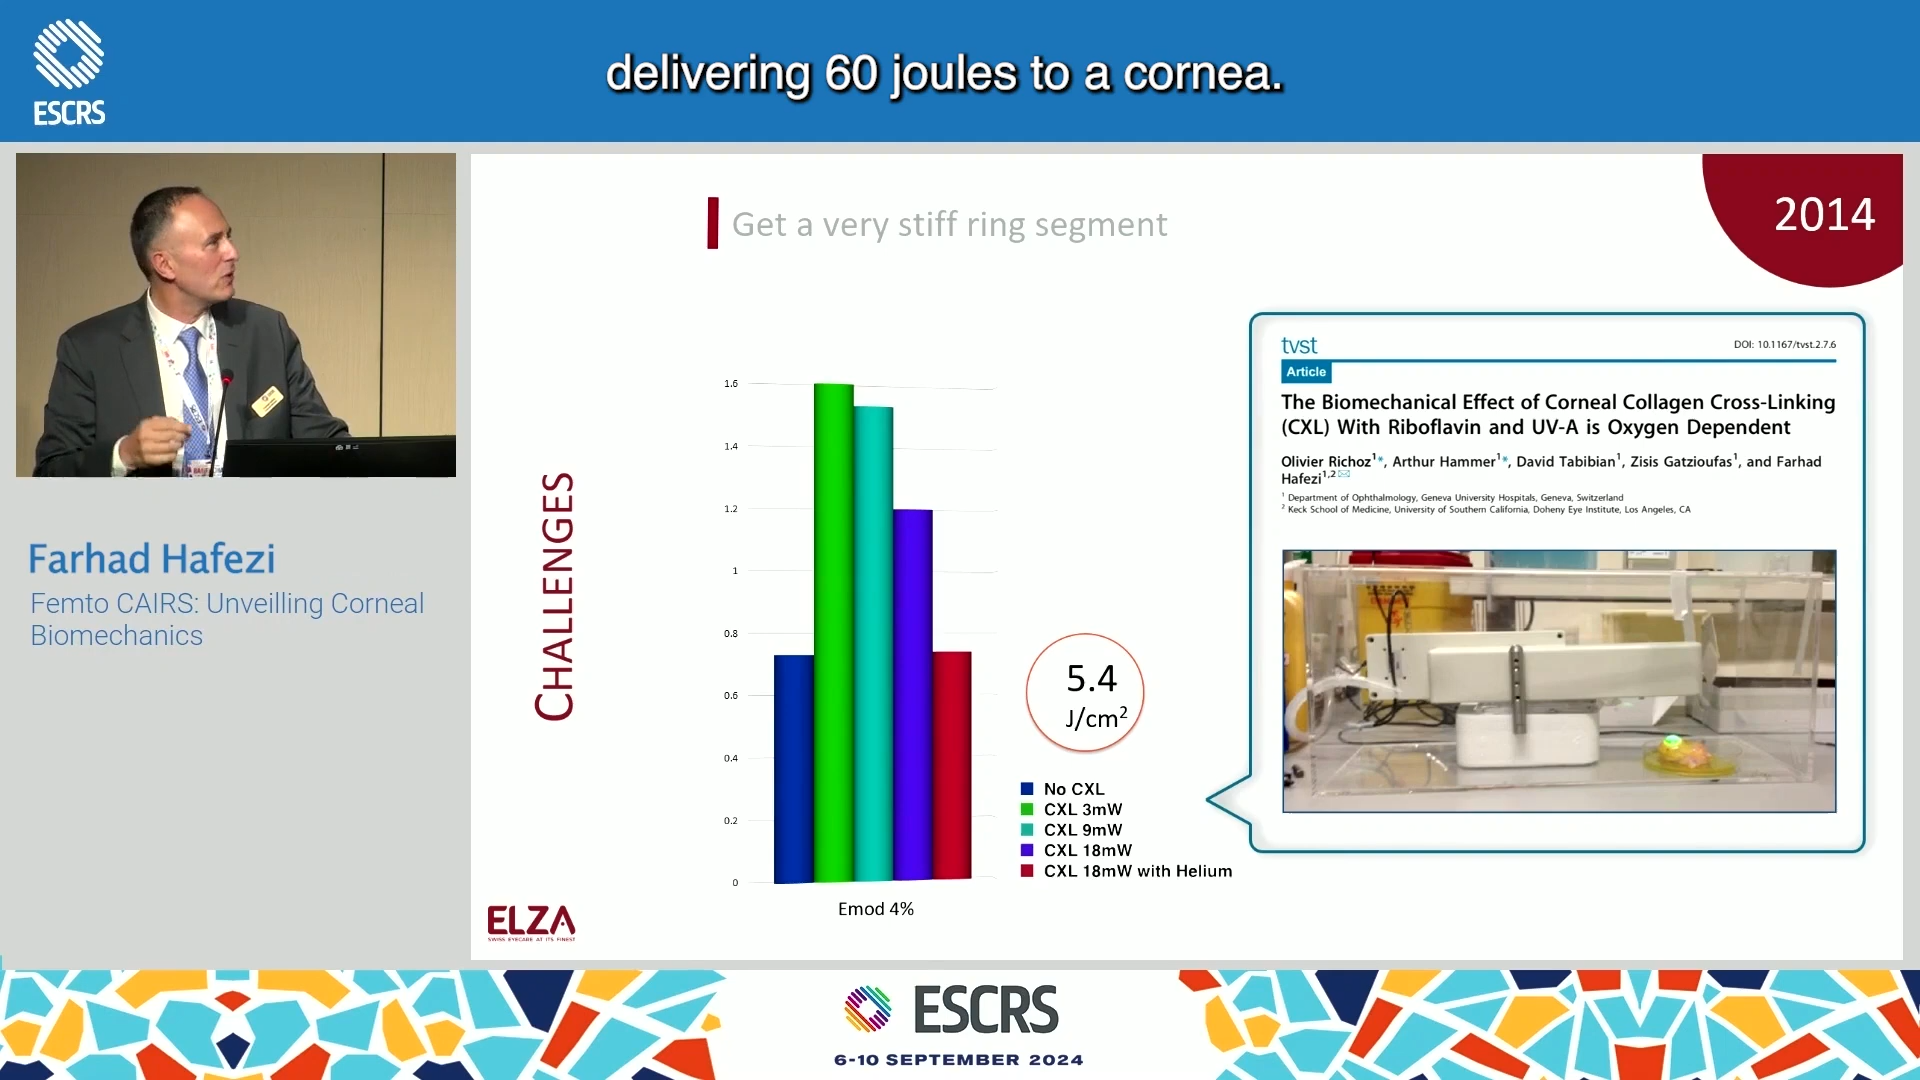 delivering 60 joules to a cornea.
ESCRS
Farhad Hafezi
Femto CAIRS: Unveilling Corneal
Biomechanics
Get a very stiff ring segment
2014
CHALLENGES
1.6
1.4
1.2
1
0.8
0.6
0.4
0.2
0
Emod 4%
5.4
J/cm²
No CXL
CXL 3mW
CXL 9mW
CXL 18mW
CXL 18mW with Helium
tvst
DOI: 10.1167/tvst.2.7.6
Article
The Biomechanical Effect of Corneal Collagen Cross-Linking
(CXL) With Riboflavin and UV-A is Oxygen Dependent
Olivier Richoz¹*, Arthur Hammer¹*, David Tabibian¹, Zisis Gatzioufas¹, and Farhad
Hafezi¹,²
¹ Department of Ophthalmology, Geneva University Hospitals, Geneva, Switzerland
² Keck School of Medicine, University of Southern California, Doheny Eye Institute, Los Angeles, CA
ELZA
SWISS EYECARE AT ITS FINEST
ESCRS
6-10 SEPTEMBER 2024